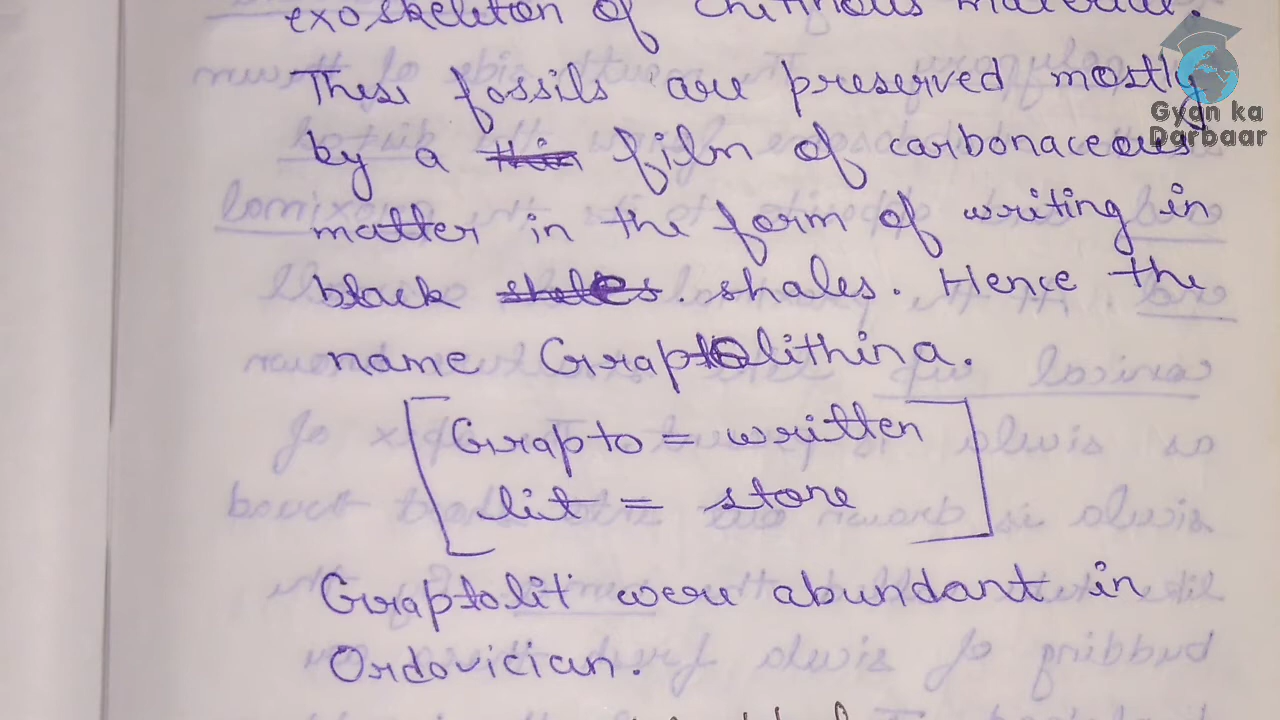 exoskeleton of chitinous material.
These fossils are preserved mostly
by a thin film of carbonaceous
matter in the form of writing in
black shales. shales. Hence the
name Graptolithina.
Grapto = written
lit = stone
Graptolit were abundant in
Ordovician.
Gyan ka
Darbaar